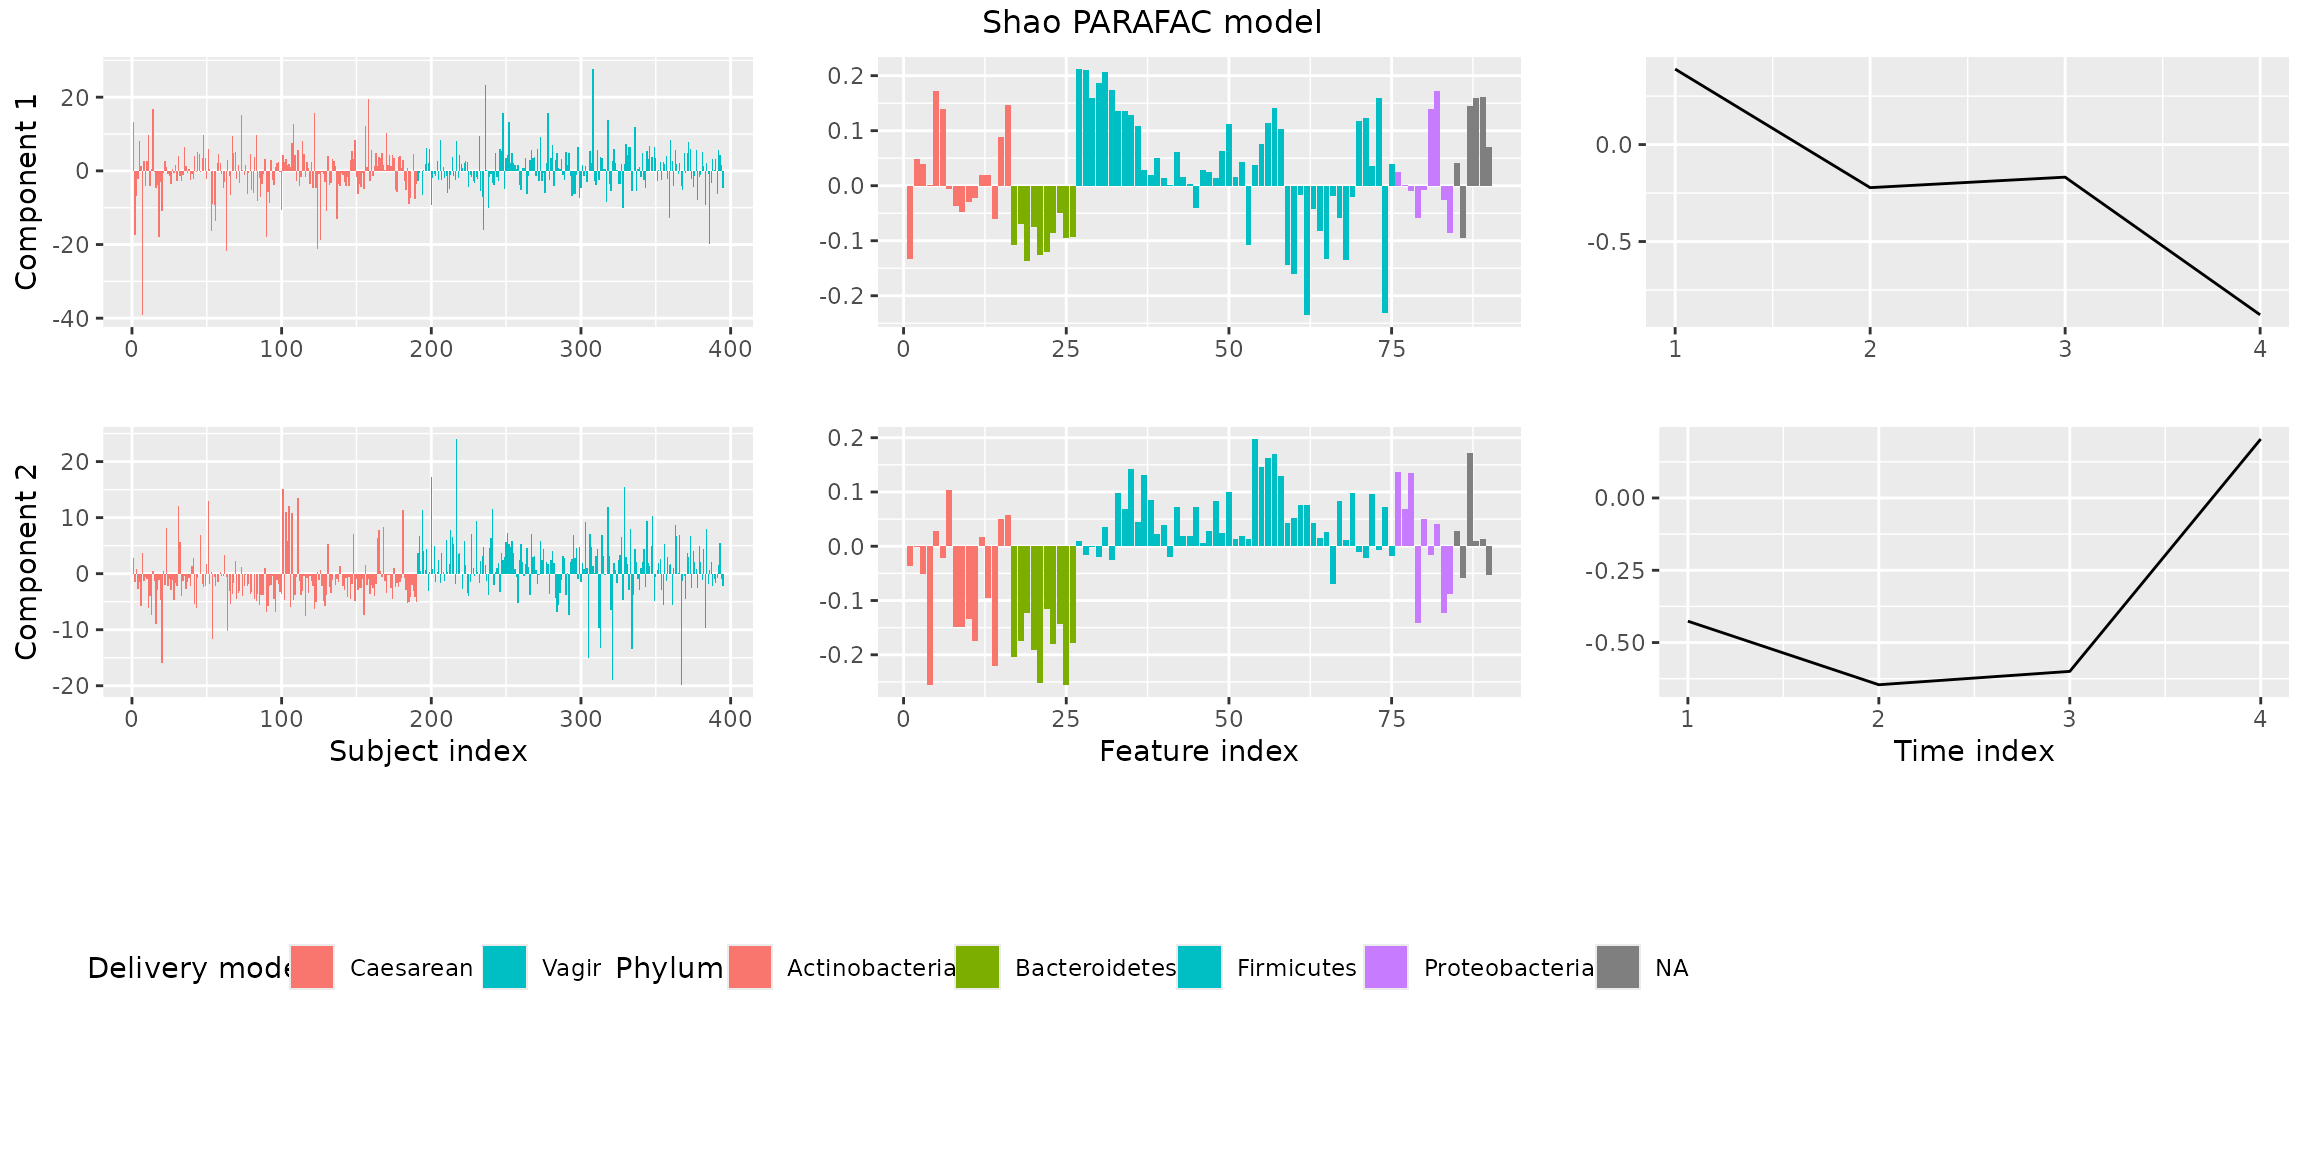 Shao PARAFAC model
Component 1
20
0
-20
-40
0 100 200 300 400
0.2
0.1
0.0
-0.1
-0.2
0 25 50 75
0.0
-0.5
1 2 3 4
Component 2
20
10
0
-10
-20
0 100 200 300 400
Subject index
0.2
0.1
0.0
-0.1
-0.2
0 25 50 75
Feature index
0.00
-0.25
-0.50
1 2 3 4
Time index
Delivery mode Caesarean Vagir Phylum Actinobacteria Bacteroidetes Firmicutes Proteobacteria NA